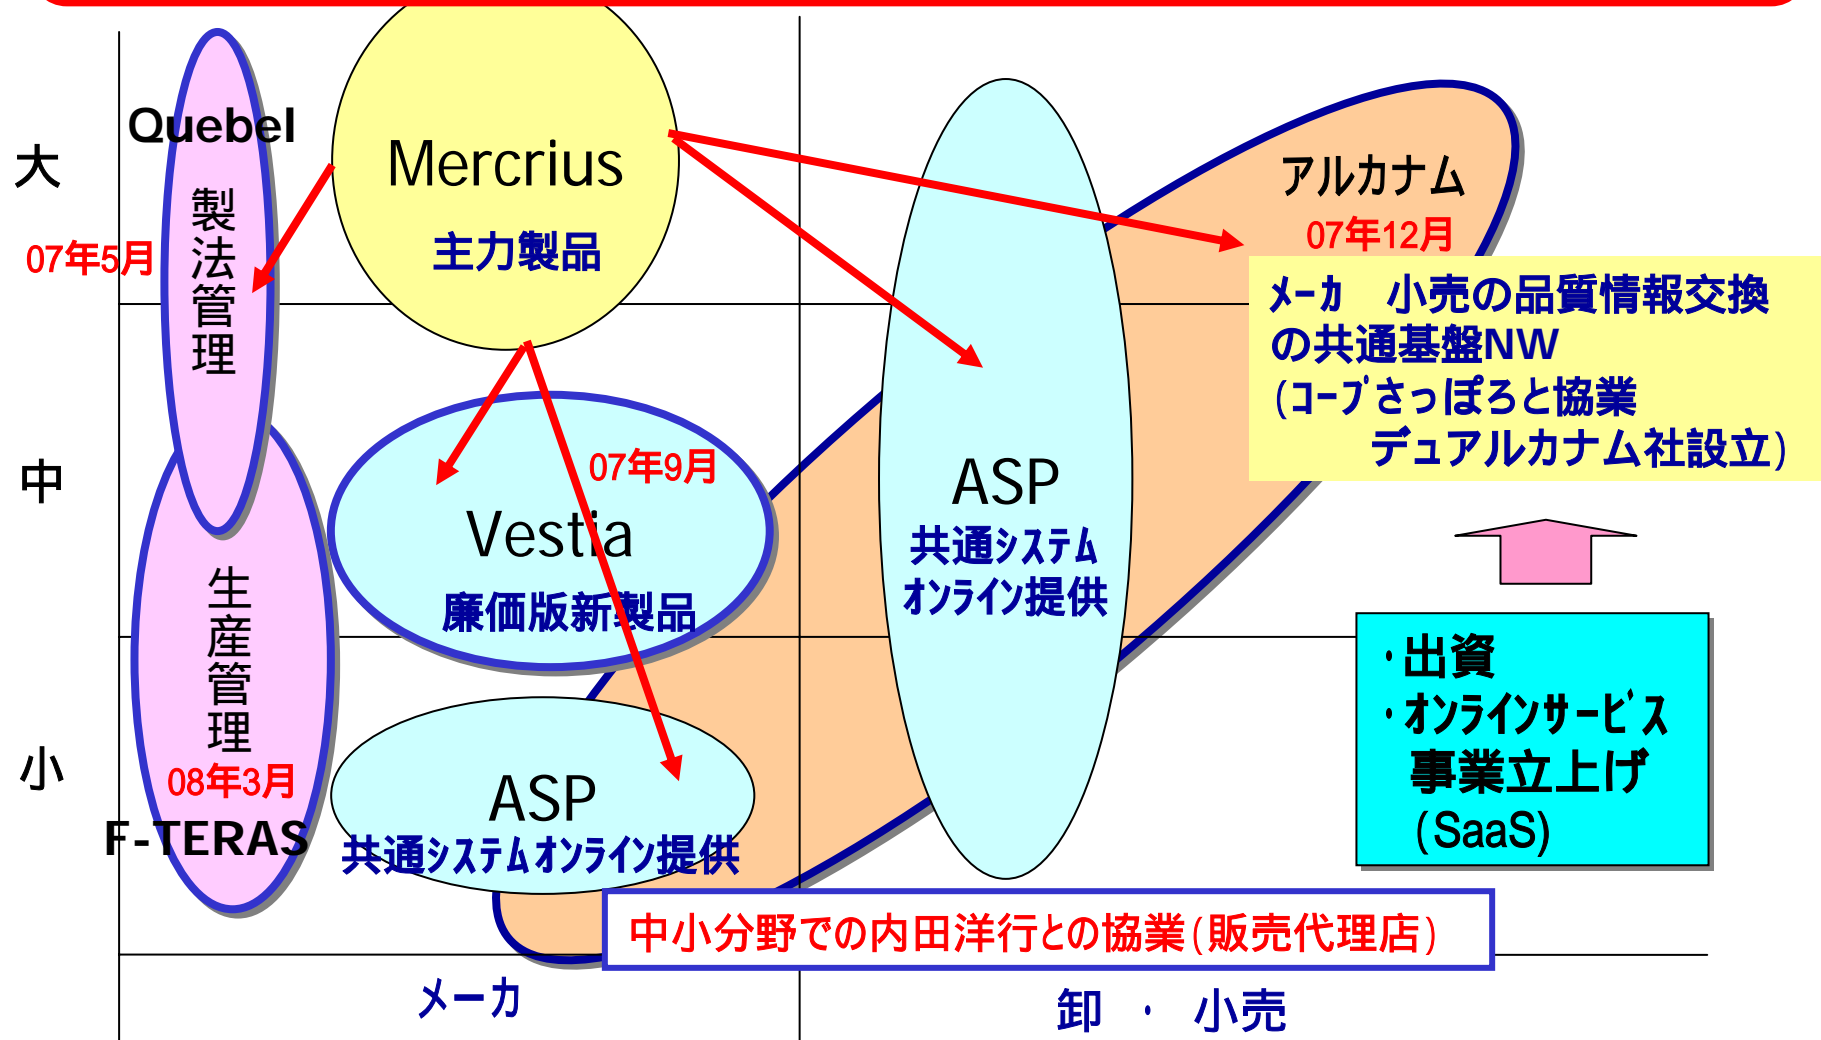 Quebel
製法管理
07年5月
Mercrius
主力製品
アルカナム
07年12月
ﾒｰｶ　小売の品質情報交換
の共通基盤NW
(ｺｰﾌﾟさっぽろと協業
デュアルカナム社設立)
大
中
小
07年9月
Vestia
廉価版新製品
ASP
共通ｼｽﾃﾑ
ｵﾝﾗｲﾝ提供
生産管理
08年3月
F-TERAS
ASP
共通ｼｽﾃﾑｵﾝﾗｲﾝ提供
・出資
・ｵﾝﾗｲﾝｻｰﾋﾞｽ
事業立上げ
(SaaS)
中小分野での内田洋行との協業(販売代理店)
メーカ
卸 ・ 小売